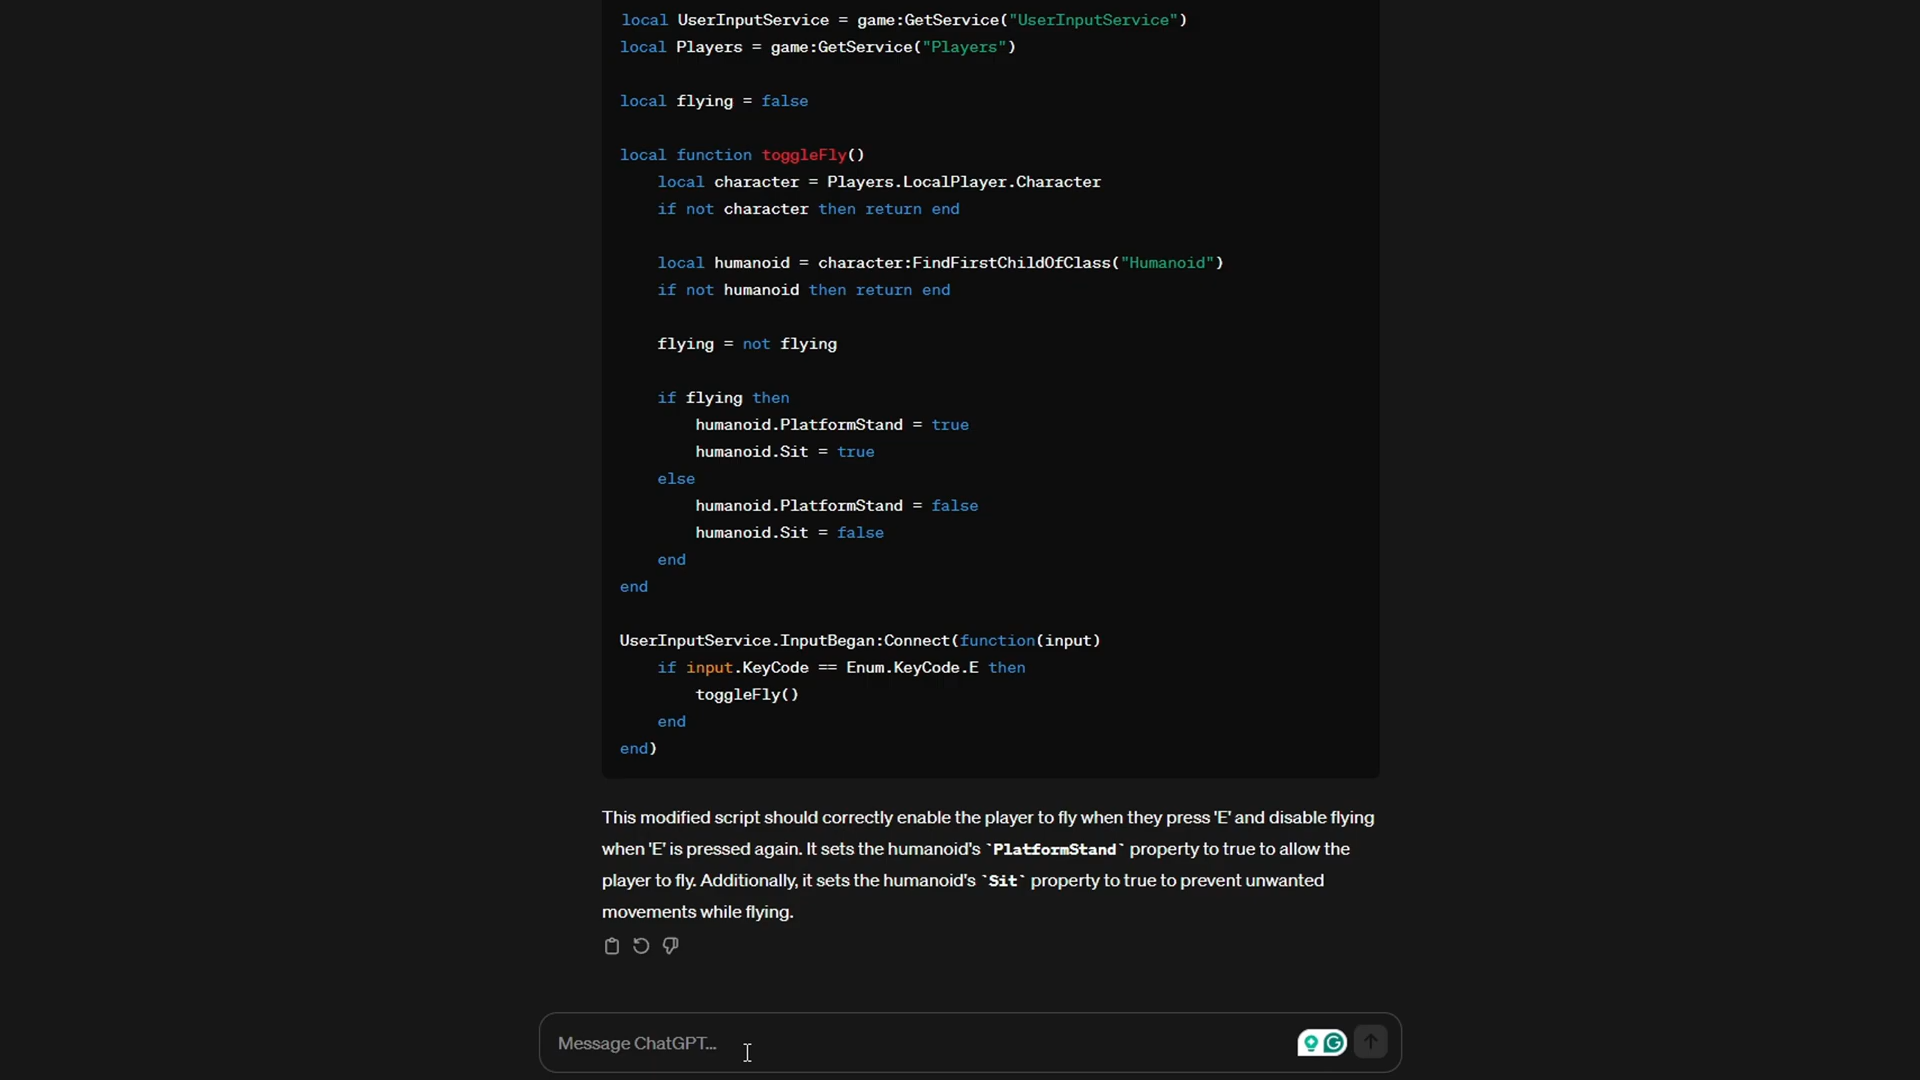 local UserInputService = game:GetService("UserInputService")
local Players = game:GetService("Players")
local flying = false
local function toggleFly()
    local character = Players.LocalPlayer.Character
    if not character then return end
    local humanoid = character:FindFirstChildOfClass("Humanoid")
    if not humanoid then return end
    flying = not flying
    if flying then
        humanoid.PlatformStand = true
        humanoid.Sit = true
    else
        humanoid.PlatformStand = false
        humanoid.Sit = false
    end
end
UserInputService.InputBegan:Connect(function(input)
    if input.KeyCode == Enum.KeyCode.E then
        toggleFly()
    end
end)
This modified script should correctly enable the player to fly when they press 'E' and disable flying
when 'E' is pressed again. It sets the humanoid's `PlatformStand` property to true to allow the
player to fly. Additionally, it sets the humanoid's `Sit` property to true to prevent unwanted
movements while flying.
Message ChatGPT...